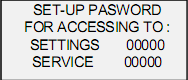 SET-UP PASWORD
FOR ACCESSING TO :
SETTINGS 00000
SERVICE 00000